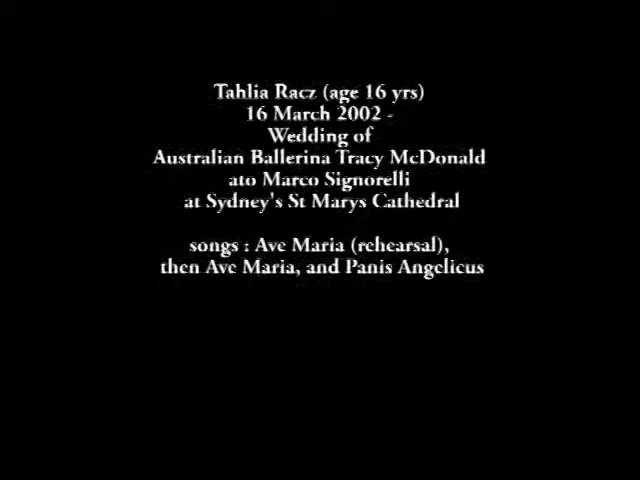 Tahlia Racz (age 16 yrs)
16 March 2002 -
Wedding of
Australian Ballerina Tracy McDonald
ato Marco Signorelli
at Sydney's St Marys Cathedral
songs : Ave Maria (rehearsal),
then Ave Maria, and Panis Angelicus